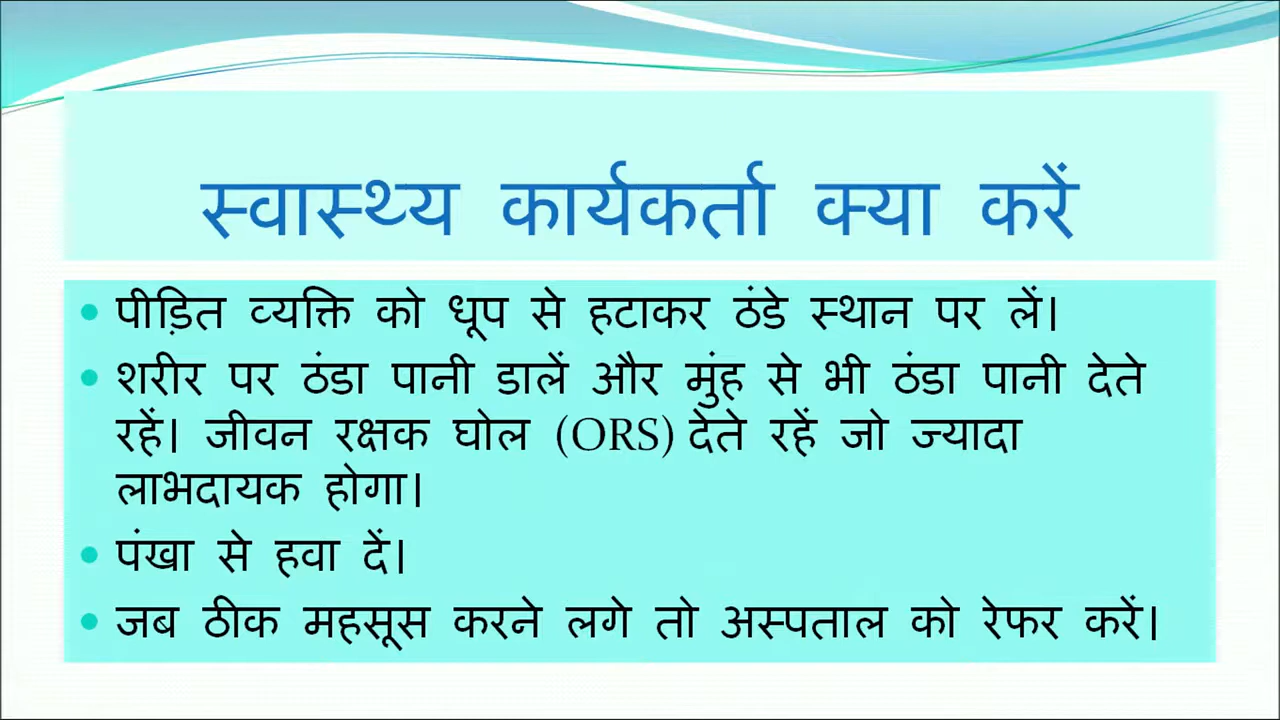 स्वास्थ्य कार्यकर्ता क्या करें
पीड़ित व्यक्ति को धूप से हटाकर ठंडे स्थान पर लें।
शरीर पर ठंडा पानी डालें और मुंह से भी ठंडा पानी देते
रहें। जीवन रक्षक घोल (ORS) देते रहें जो ज्यादा
लाभदायक होगा।
पंखा से हवा दें।
जब ठीक महसूस करने लगे तो अस्पताल को रेफर करें।